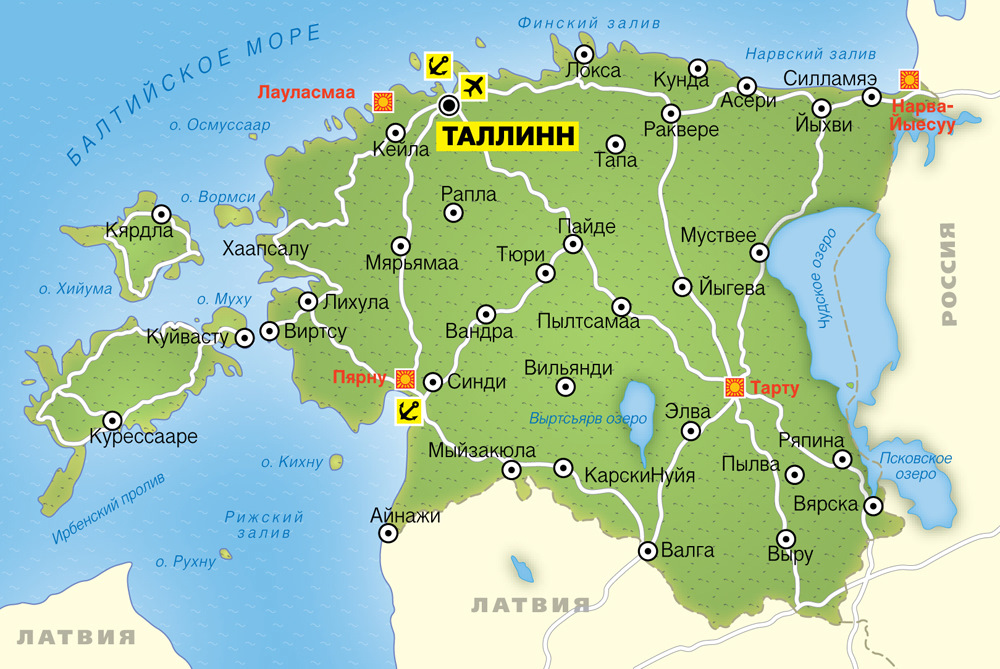 Финский залив
БАЛТИЙСКОЕ МОРЕ
Нарвский залив
Локса
Кунда
Силламяэ
Асери
Лауласмаа
Нарва-
Йыесуу
о. Осмуссаар
ТАЛЛИНН
Раквере
Йыхви
Кейла
Тапа
о. Вормси
Рапла
Кярдла
Хаапсалу
Пайде
Муствее
Чудское озеро
РОССИЯ
Тюри
Мярьямаа
о. Хийума
о. Муху
Лихула
Йыгева
Куйвасту
Виртсу
Вандра
Пылтсамаа
Пярну
Синди
Вильянди
Тарту
Выртсъярв озеро
Элва
Курессааре
Мыйзакюла
Ряпина
о. Кихну
КарскиНуйя
Пылва
Псковское
озеро
Ирбенский пролив
Вярска
Рижский
залив
Айнажи
о. Рухну
Валга
Выру
ЛАТВИЯ
ЛАТВИЯ